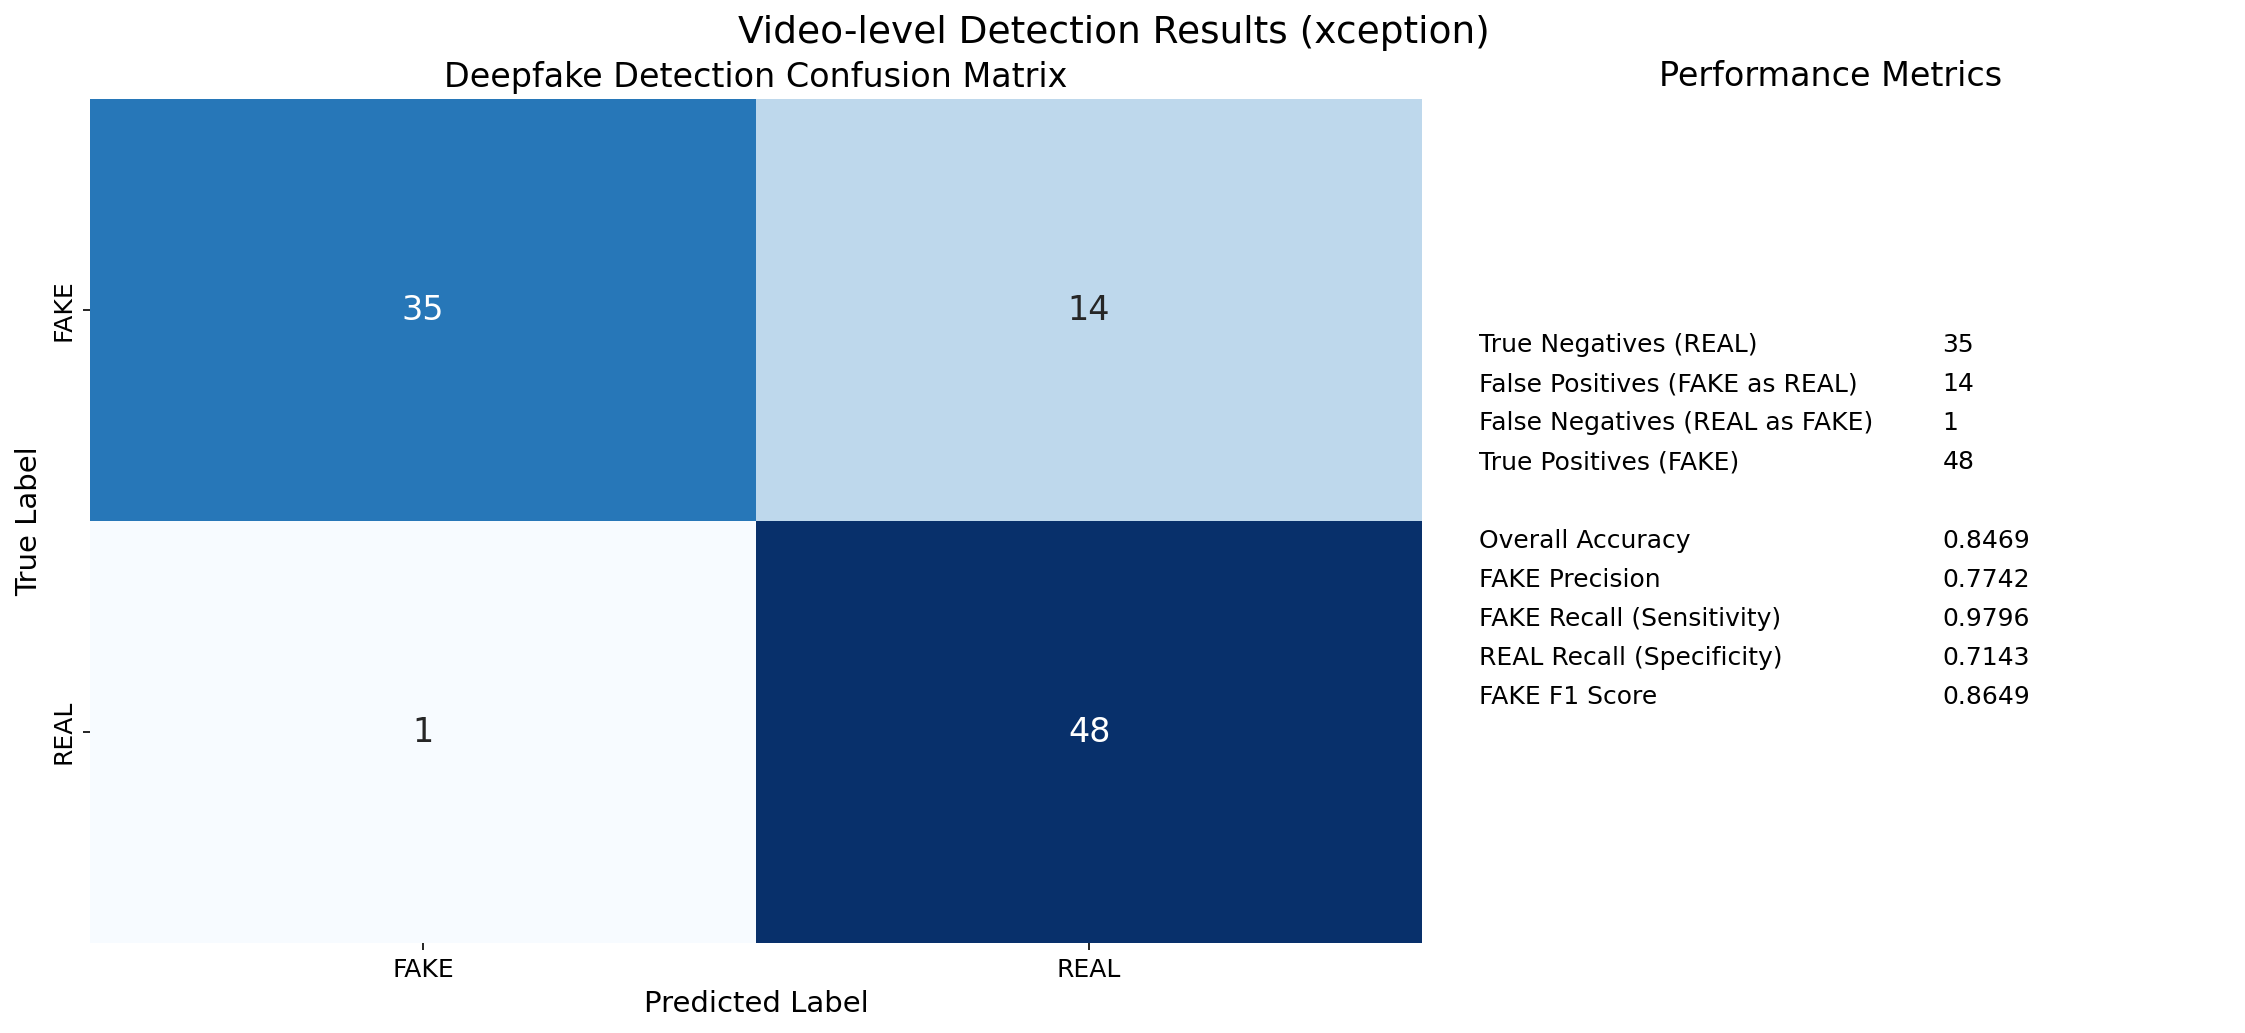 Video-level Detection Results (xception)
Deepfake Detection Confusion Matrix
True Label
FAKE
35
14
REAL
1
48
FAKE
REAL
Predicted Label
Performance Metrics
True Negatives (REAL) 35
False Positives (FAKE as REAL) 14
False Negatives (REAL as FAKE) 1
True Positives (FAKE) 48
Overall Accuracy 0.8469
FAKE Precision 0.7742
FAKE Recall (Sensitivity) 0.9796
REAL Recall (Specificity) 0.7143
FAKE F1 Score 0.8649